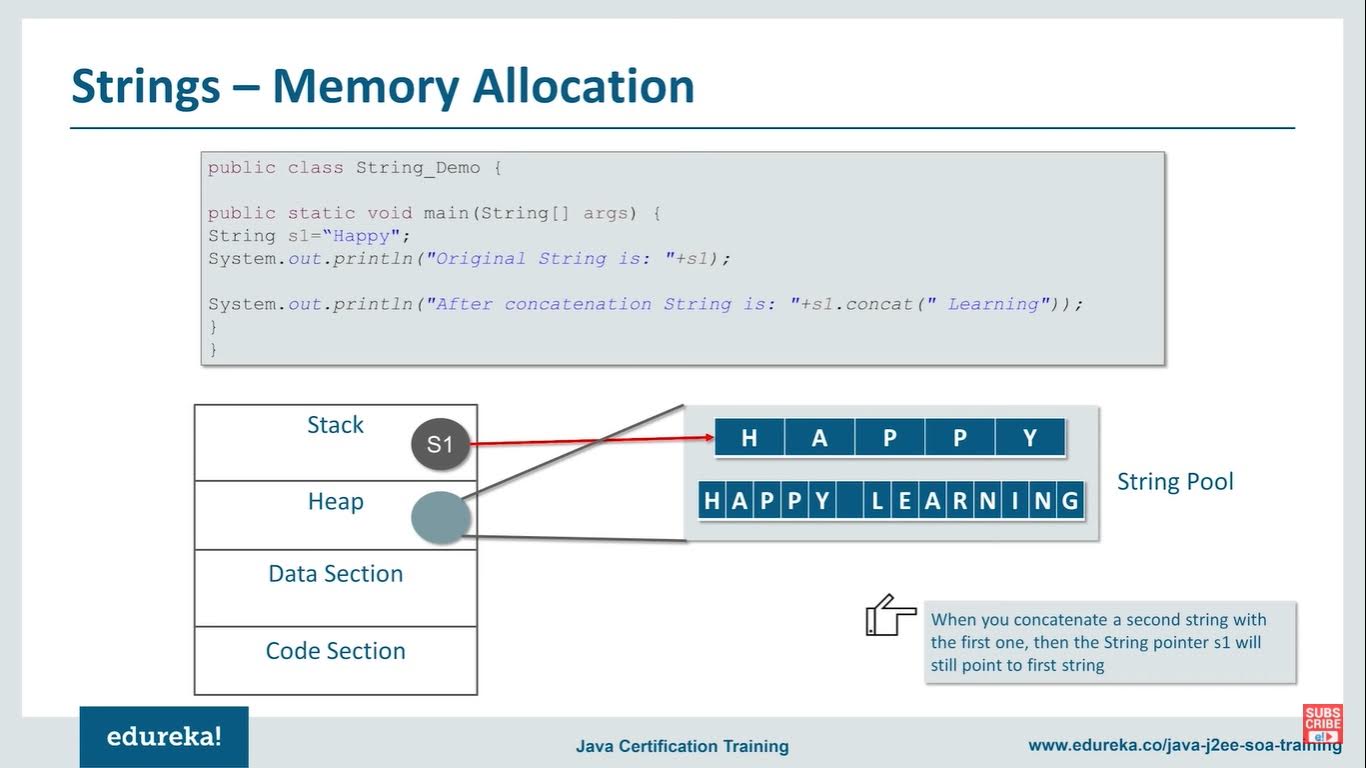 Strings – Memory Allocation
public class String_Demo {
public static void main(String[] args) {
String s1=“Happy";
System.out.println("Original String is: "+s1);
System.out.println("After concatenation String is: "+s1.concat(" Learning"));
}
}
Stack
S1
H A P P Y
Heap
H A P P Y L E A R N I N G
String Pool
Data Section
Code Section
When you concatenate a second string with
the first one, then the String pointer s1 will
still point to first string
edureka!
Java Certification Training
www.edureka.co/java-j2ee-soa-training
SUBS
CRIBE
e!